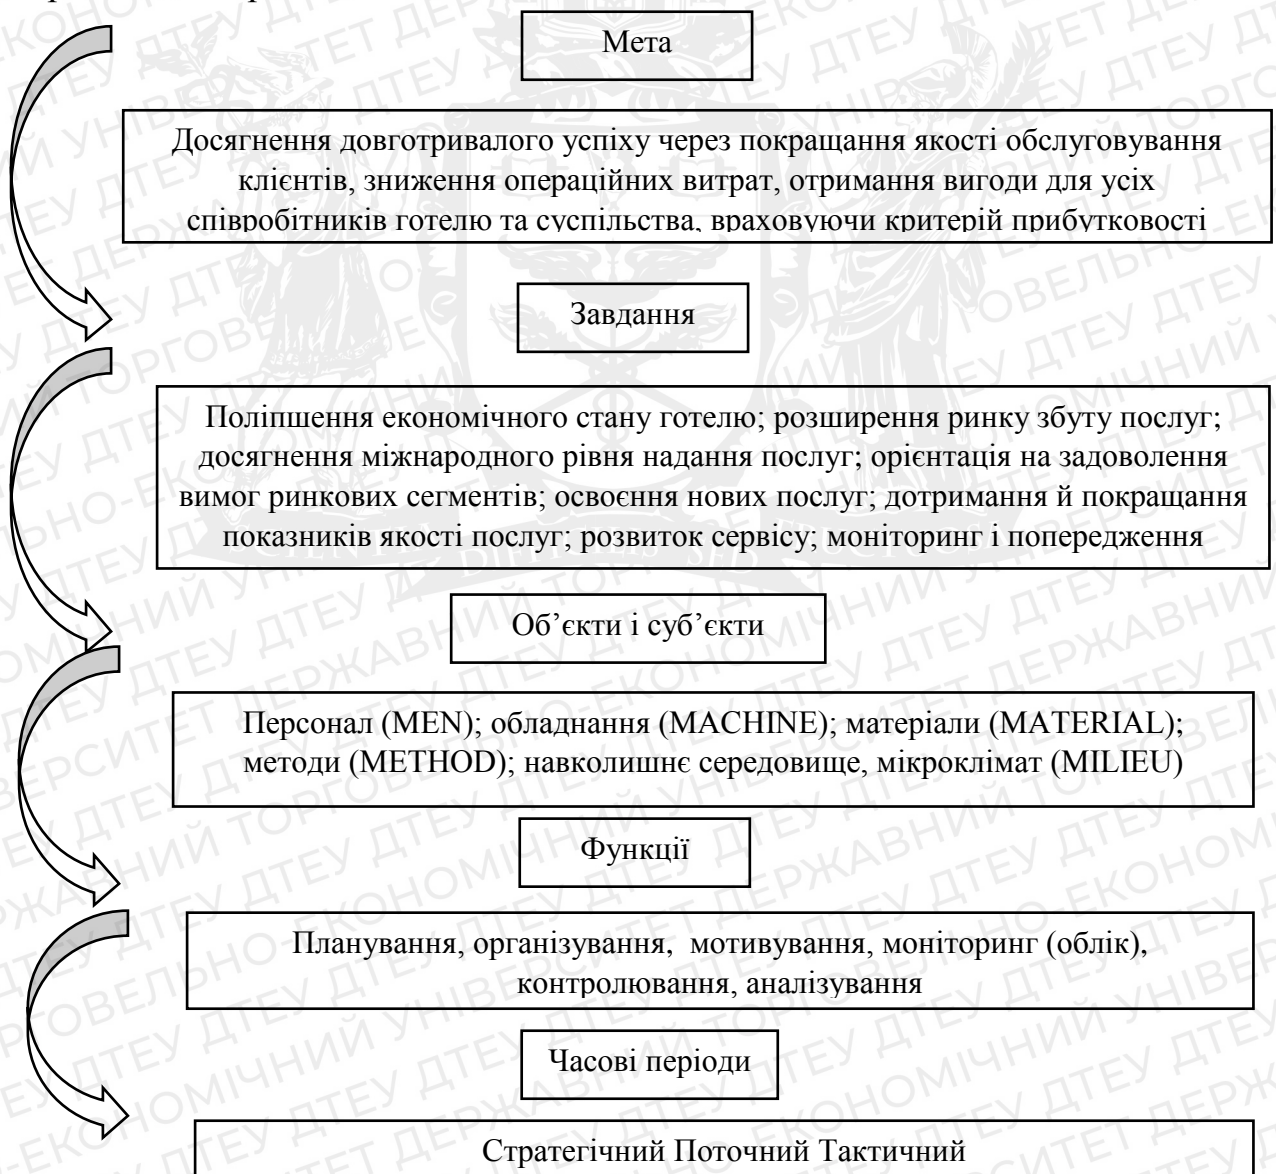 Мета
Досягнення довготривалого успіху через покращання якості обслуговування
клієнтів, зниження операційних витрат, отримання вигоди для усіх
співробітників готелю та суспільства, враховуючи критерій прибутковості
Завдання
Поліпшення економічного стану готелю; розширення ринку збуту послуг;
досягнення міжнародного рівня надання послуг; орієнтація на задоволення
вимог ринкових сегментів; освоєння нових послуг; дотримання й покращання
показників якості послуг; розвиток сервісу; моніторинг і попередження
Об’єкти і суб’єкти
Персонал (MEN); обладнання (MACHINE); матеріали (MATERIAL);
методи (METHOD); навколишнє середовище, мікроклімат (MILIEU)
Функції
Планування, організування, мотивування, моніторинг (облік),
контролювання, аналізування
Часові періоди
Стратегічний Поточний Тактичний